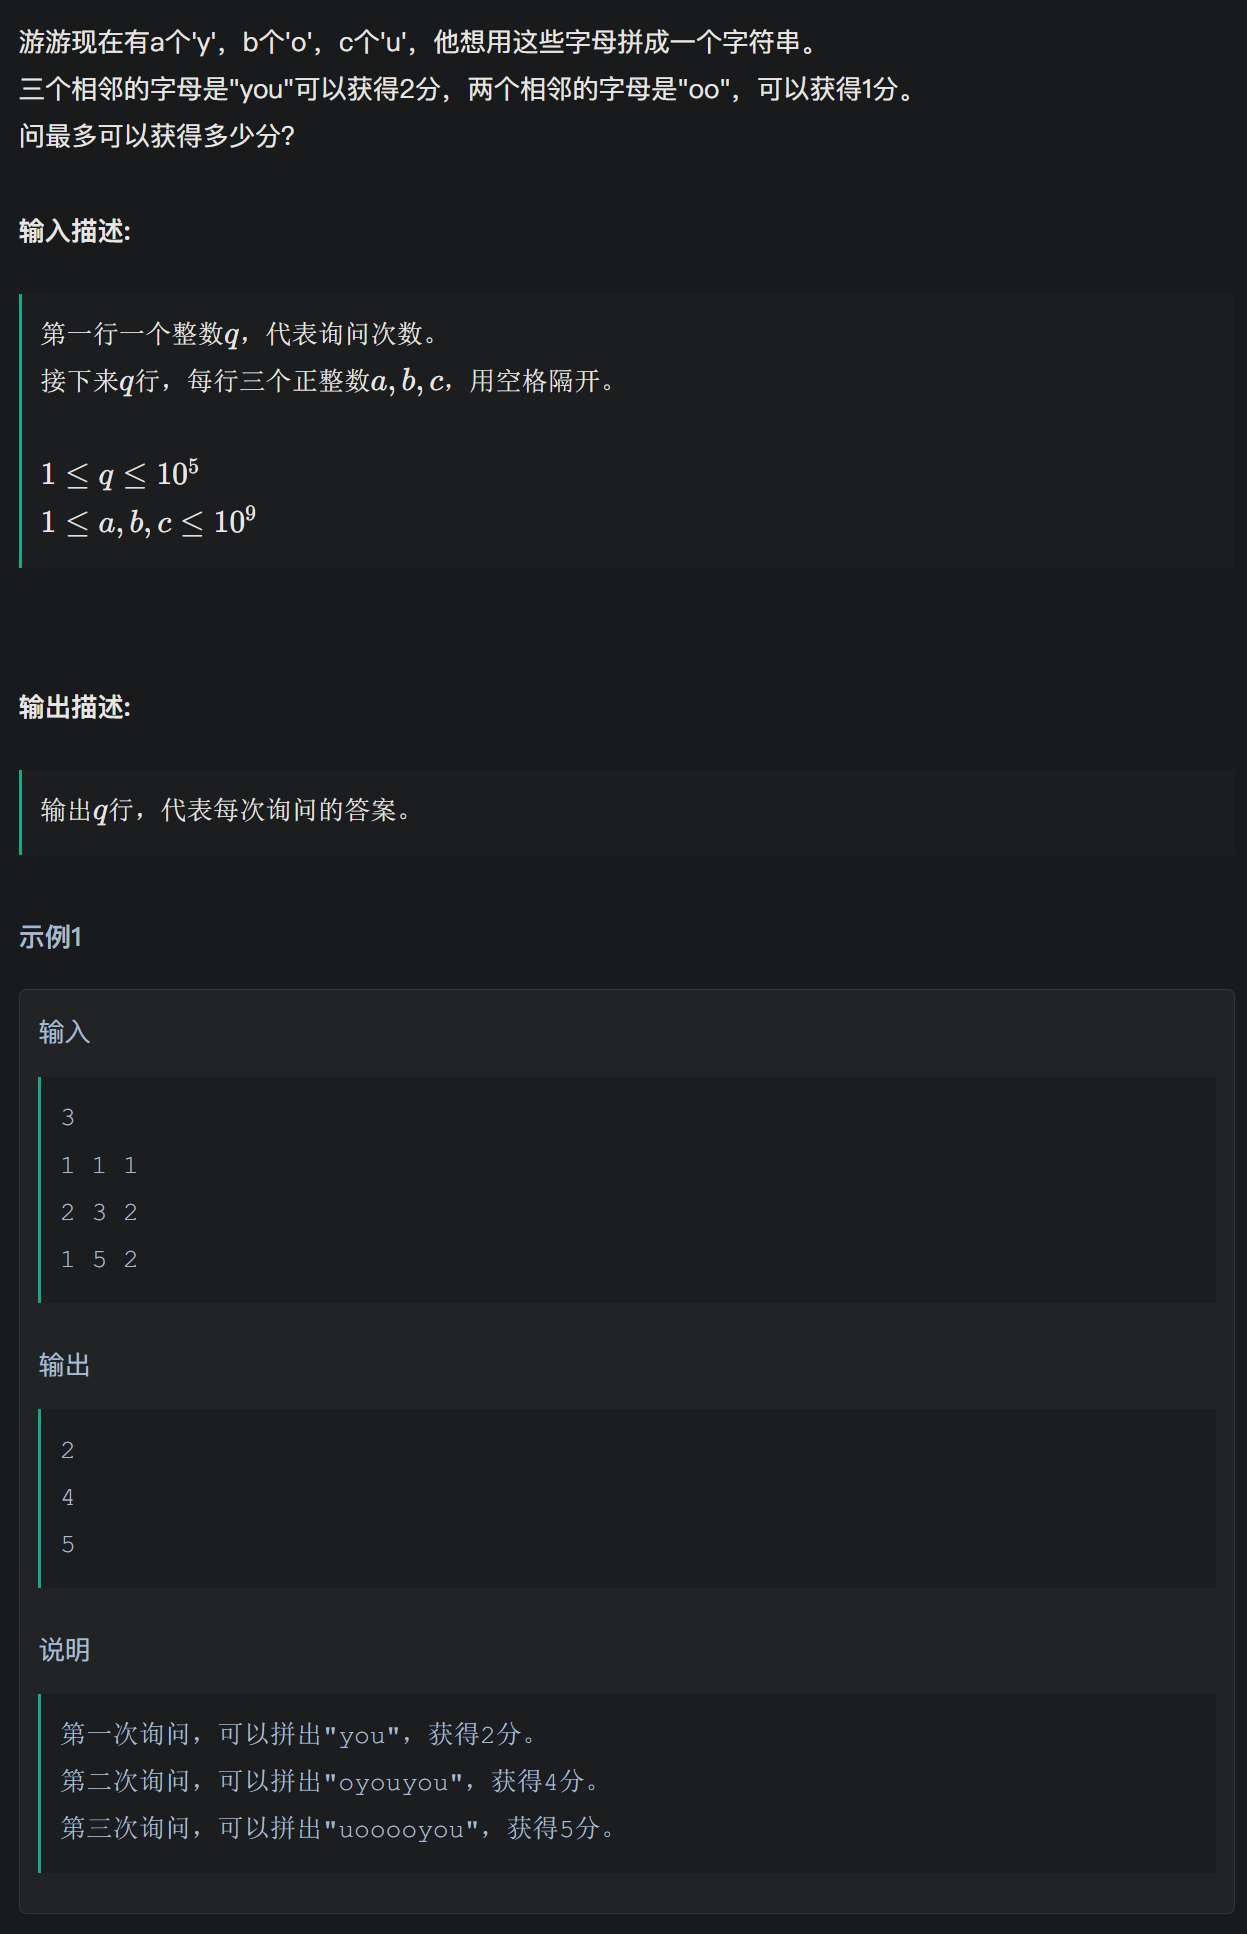 游游现在有a个'y'，b个'o'，c个'u'，他想用这些字母拼成一个字符串。
三个相邻的字母是"you"可以获得2分，两个相邻的字母是"oo"，可以获得1分。
问最多可以获得多少分?
输入描述:
第一行一个整数q，代表询问次数。
接下来q行，每行三个正整数a,b,c，用空格隔开。
1 ≤ q ≤ 10⁵
1 ≤ a, b, c ≤ 10⁹
输出描述:
输出q行，代表每次询问的答案。
示例1
输入
3
1 1 1
2 3 2
1 5 2
输出
2
4
5
说明
第一次询问，可以拼出"you"，获得2分。
第二次询问，可以拼出"oyouyou"，获得4分。
第三次询问，可以拼出"uooooyou"，获得5分。